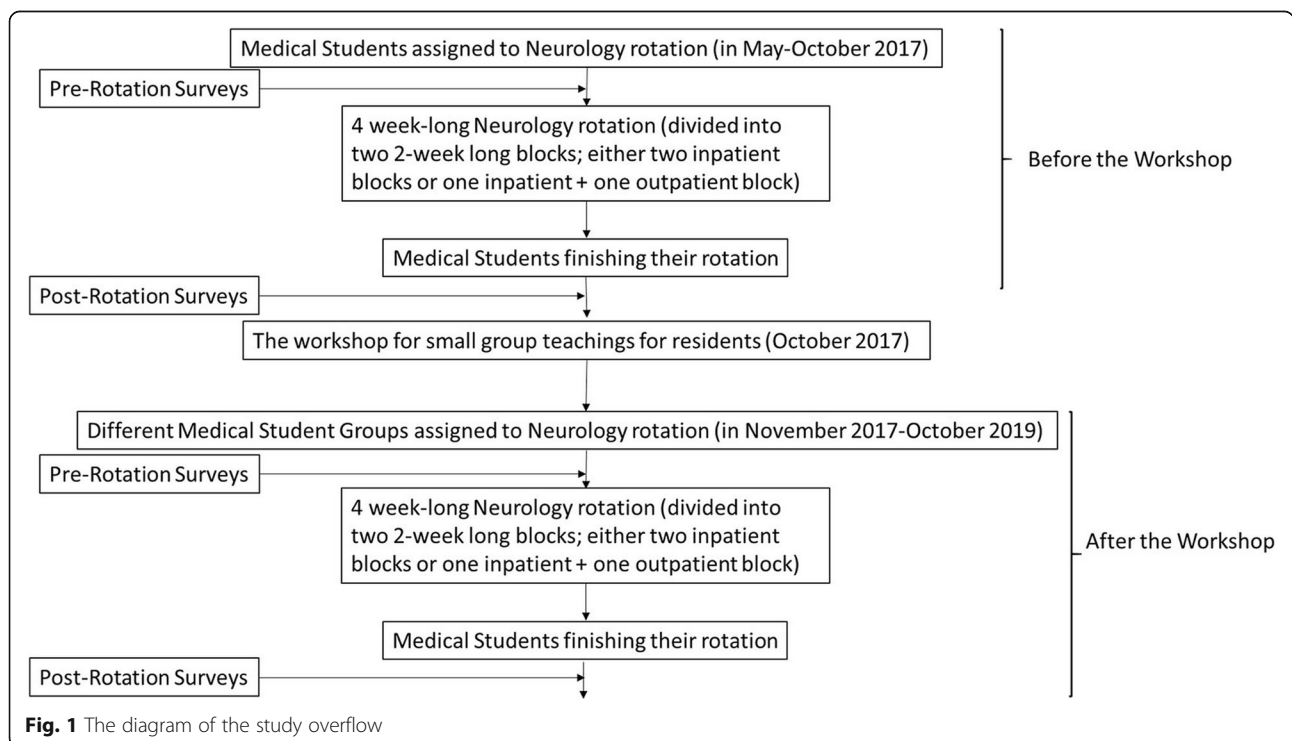 Medical Students assigned to Neurology rotation (in May-October 2017)
Pre-Rotation Surveys
4 week-long Neurology rotation (divided into
two 2-week long blocks; either two inpatient
blocks or one inpatient + one outpatient block)
Before the Workshop
Medical Students finishing their rotation
Post-Rotation Surveys
The workshop for small group teachings for residents (October 2017)
Different Medical Student Groups assigned to Neurology rotation (in November 2017-October 2019)
Pre-Rotation Surveys
4 week-long Neurology rotation (divided into
two 2-week long blocks; either two inpatient
blocks or one inpatient + one outpatient block)
After the Workshop
Medical Students finishing their rotation
Post-Rotation Surveys
Fig. 1 The diagram of the study overflow